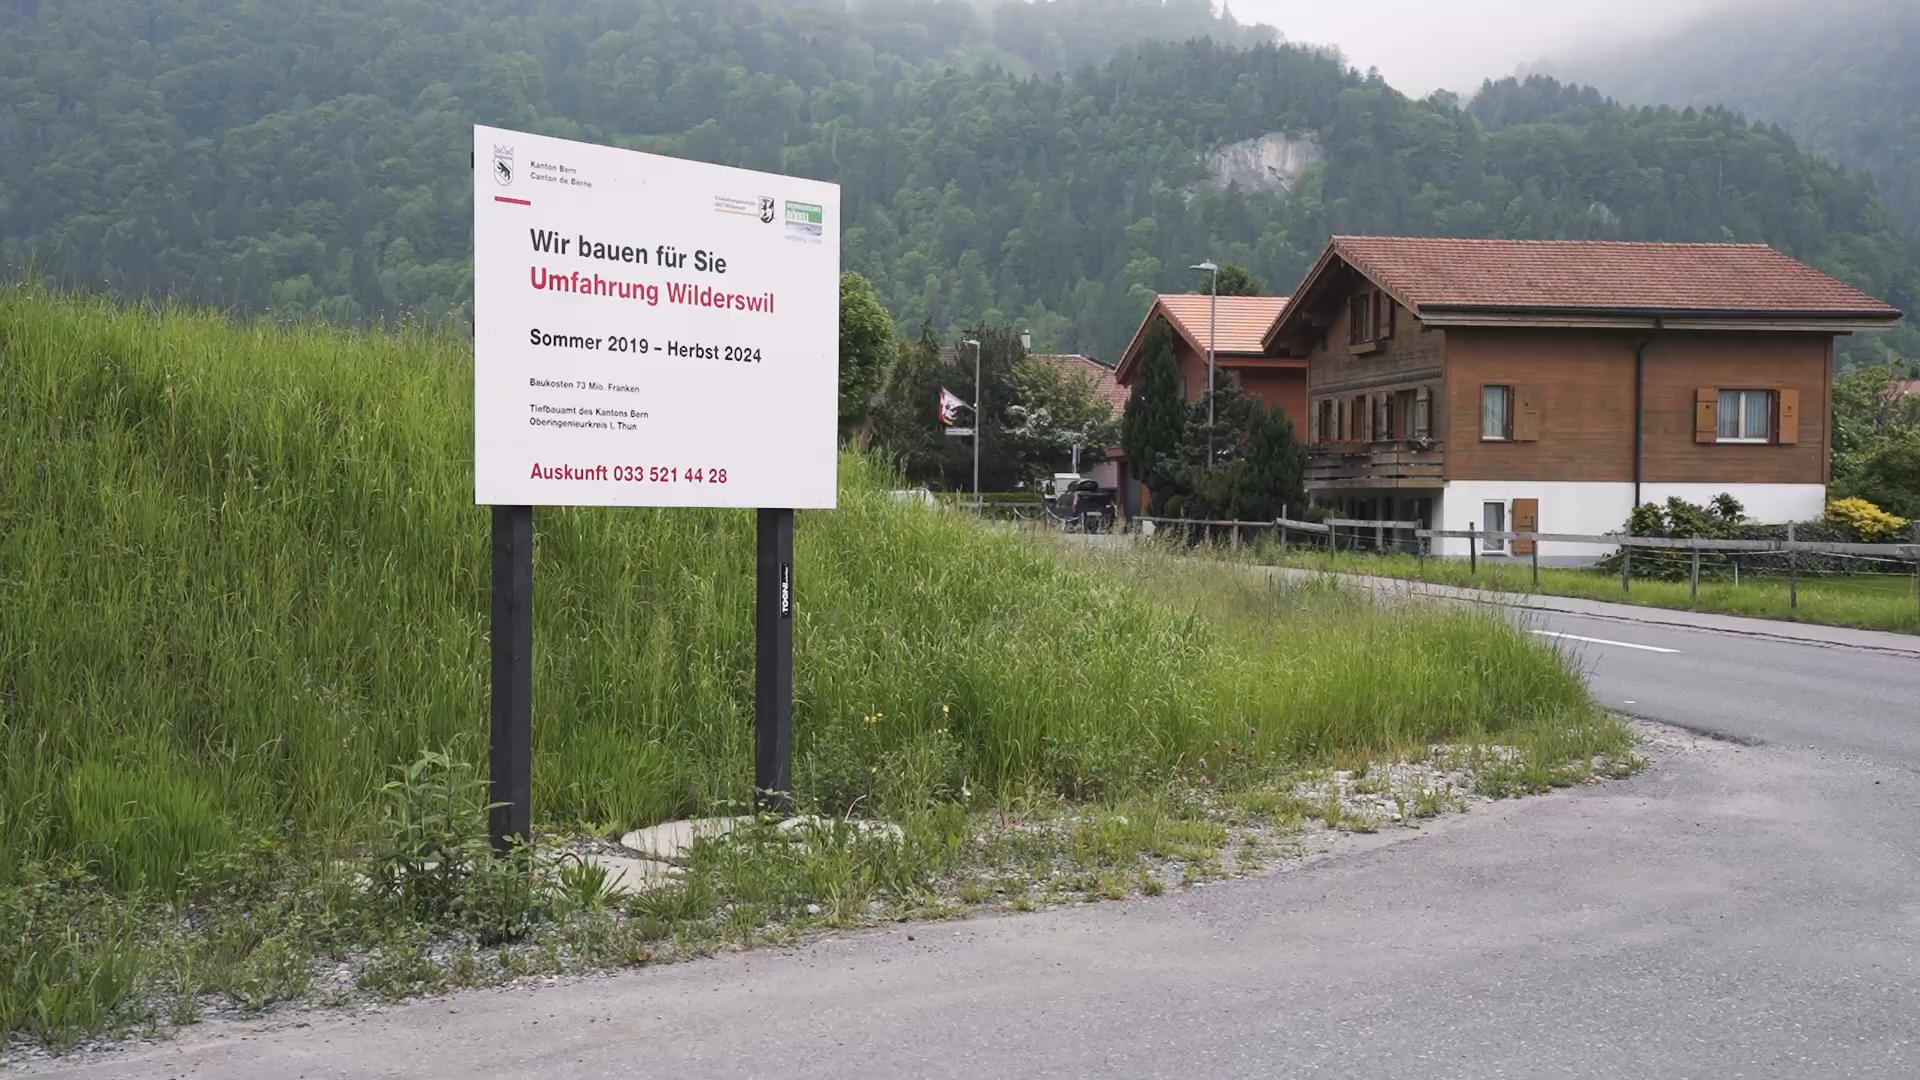 Kanton Bern
Canton de Berne
Wir bauen für Sie
Umfahrung Wilderswil
Sommer 2019 – Herbst 2024
Baukosten 73 Mio. Franken
Tiefbauamt des Kantons Bern
Oberingenieurkreis I, Thun
Auskunft 033 521 44 28
TOGNI